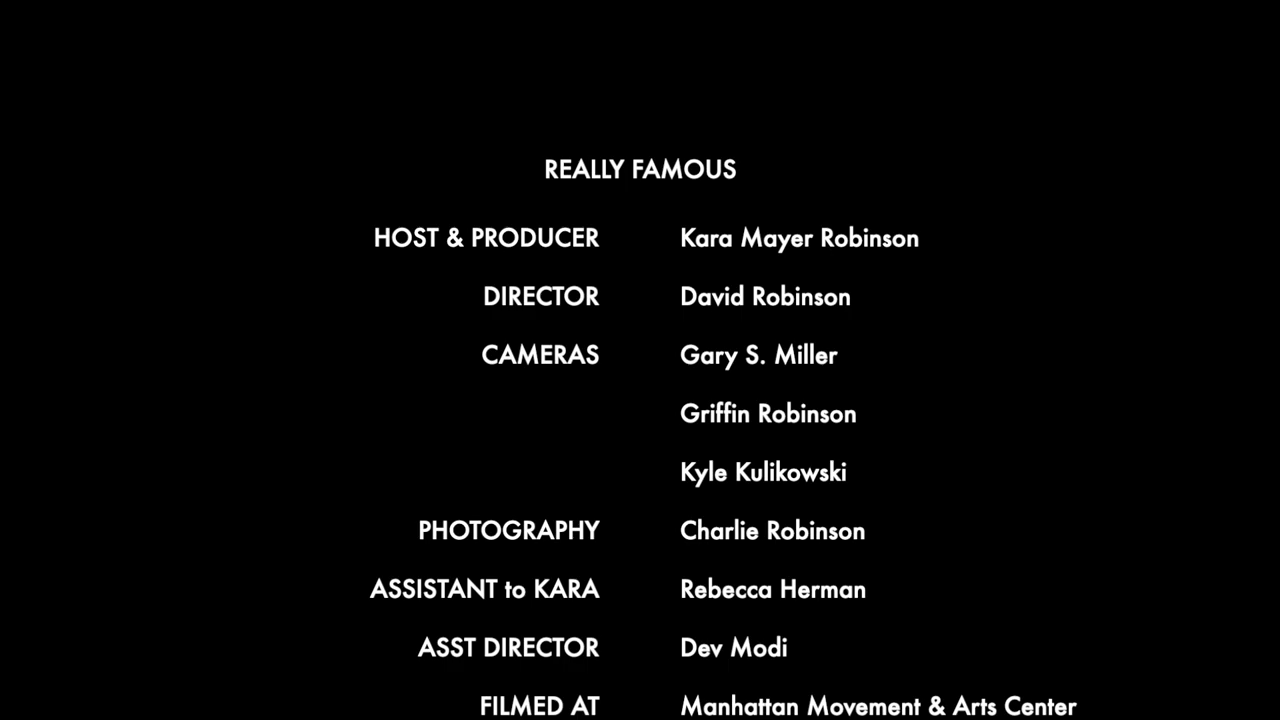 REALLY FAMOUS
HOST & PRODUCER Kara Mayer Robinson
DIRECTOR David Robinson
CAMERAS Gary S. Miller
Griffin Robinson
Kyle Kulikowski
PHOTOGRAPHY Charlie Robinson
ASSISTANT to KARA Rebecca Herman
ASST DIRECTOR Dev Modi
FILMED AT Manhattan Movement & Arts Center